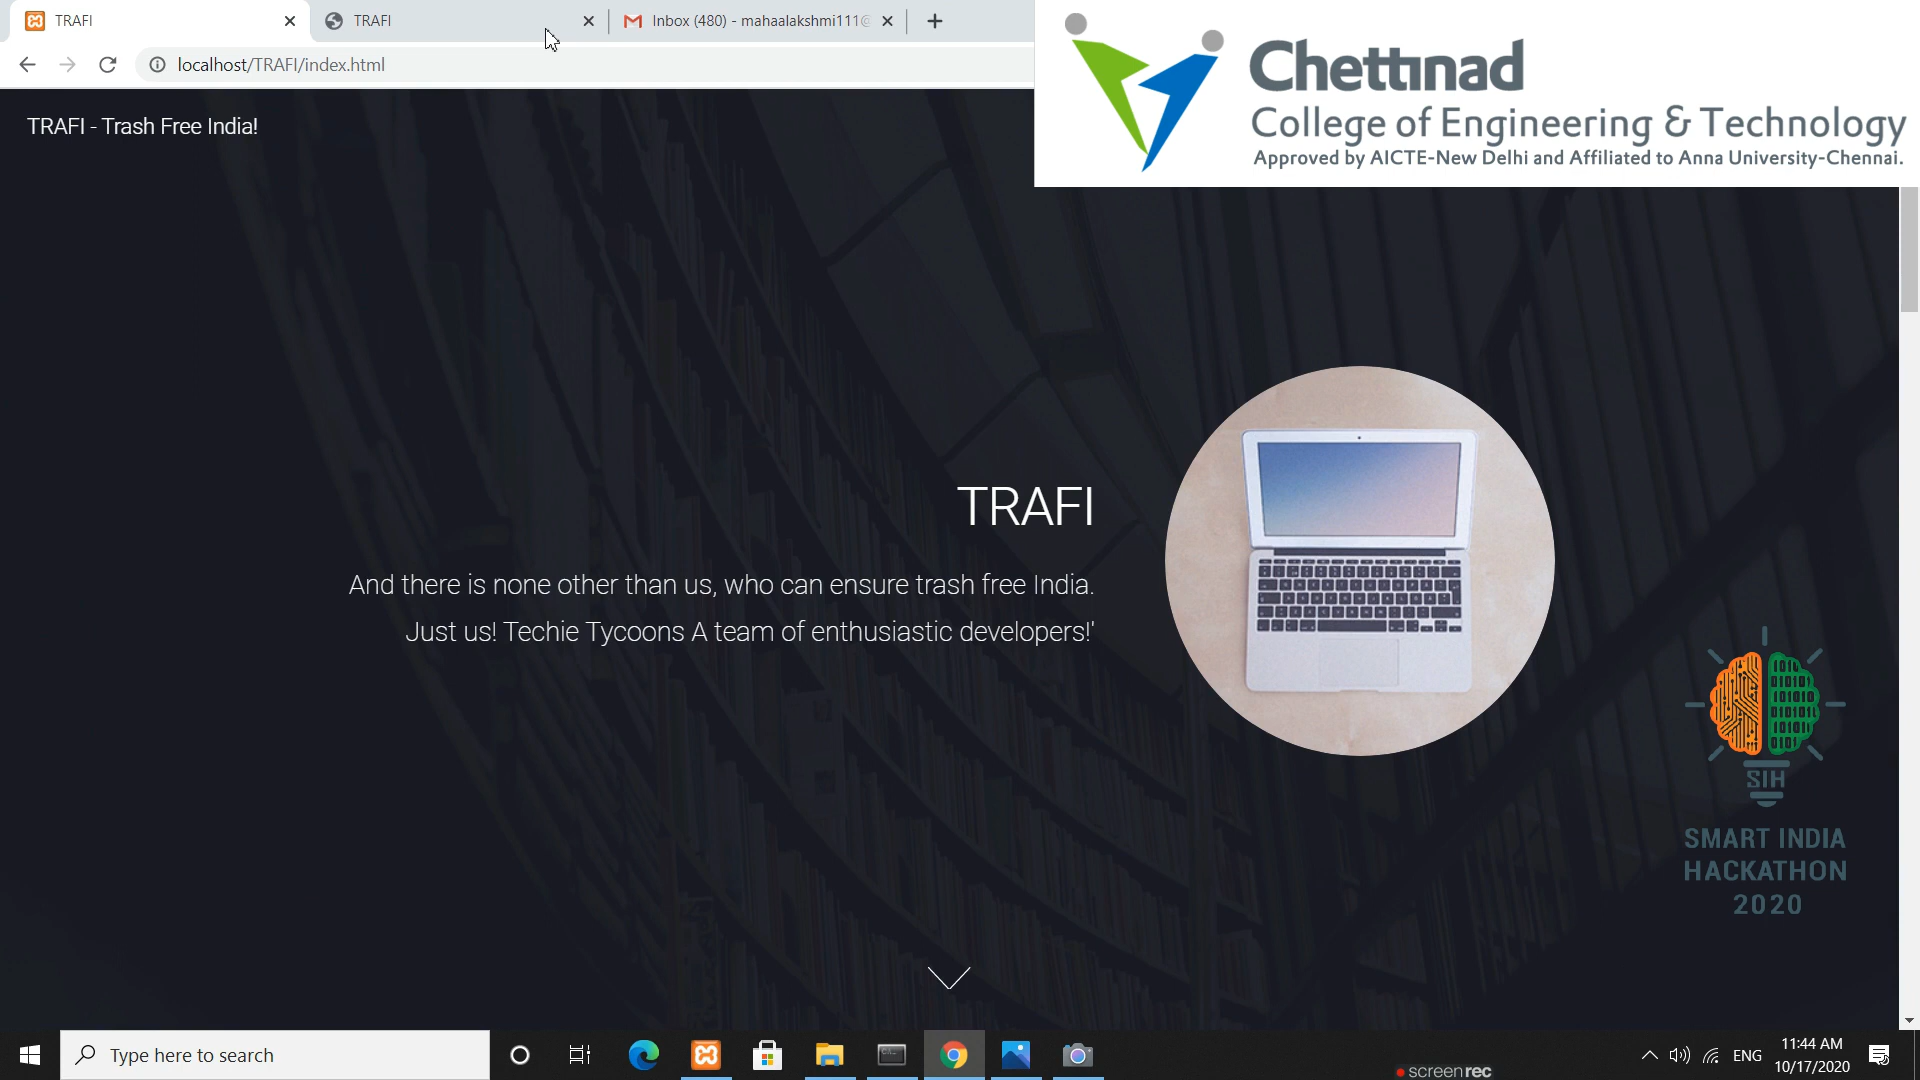 TRAFI
TRAFI
Inbox (480) - mahaalakshmi111@
localhost/TRAFI/index.html
Chettinad
College of Engineering & Technology
Approved by AICTE-New Delhi and Affiliated to Anna University-Chennai.
TRAFI - Trash Free India!
TRAFI
And there is none other than us, who can ensure trash free India.
Just us! Techie Tycoons A team of enthusiastic developers!'
SIH
SMART INDIA
HACKATHON
2020
Type here to search
screenrec
ENG
11:44 AM
10/17/2020